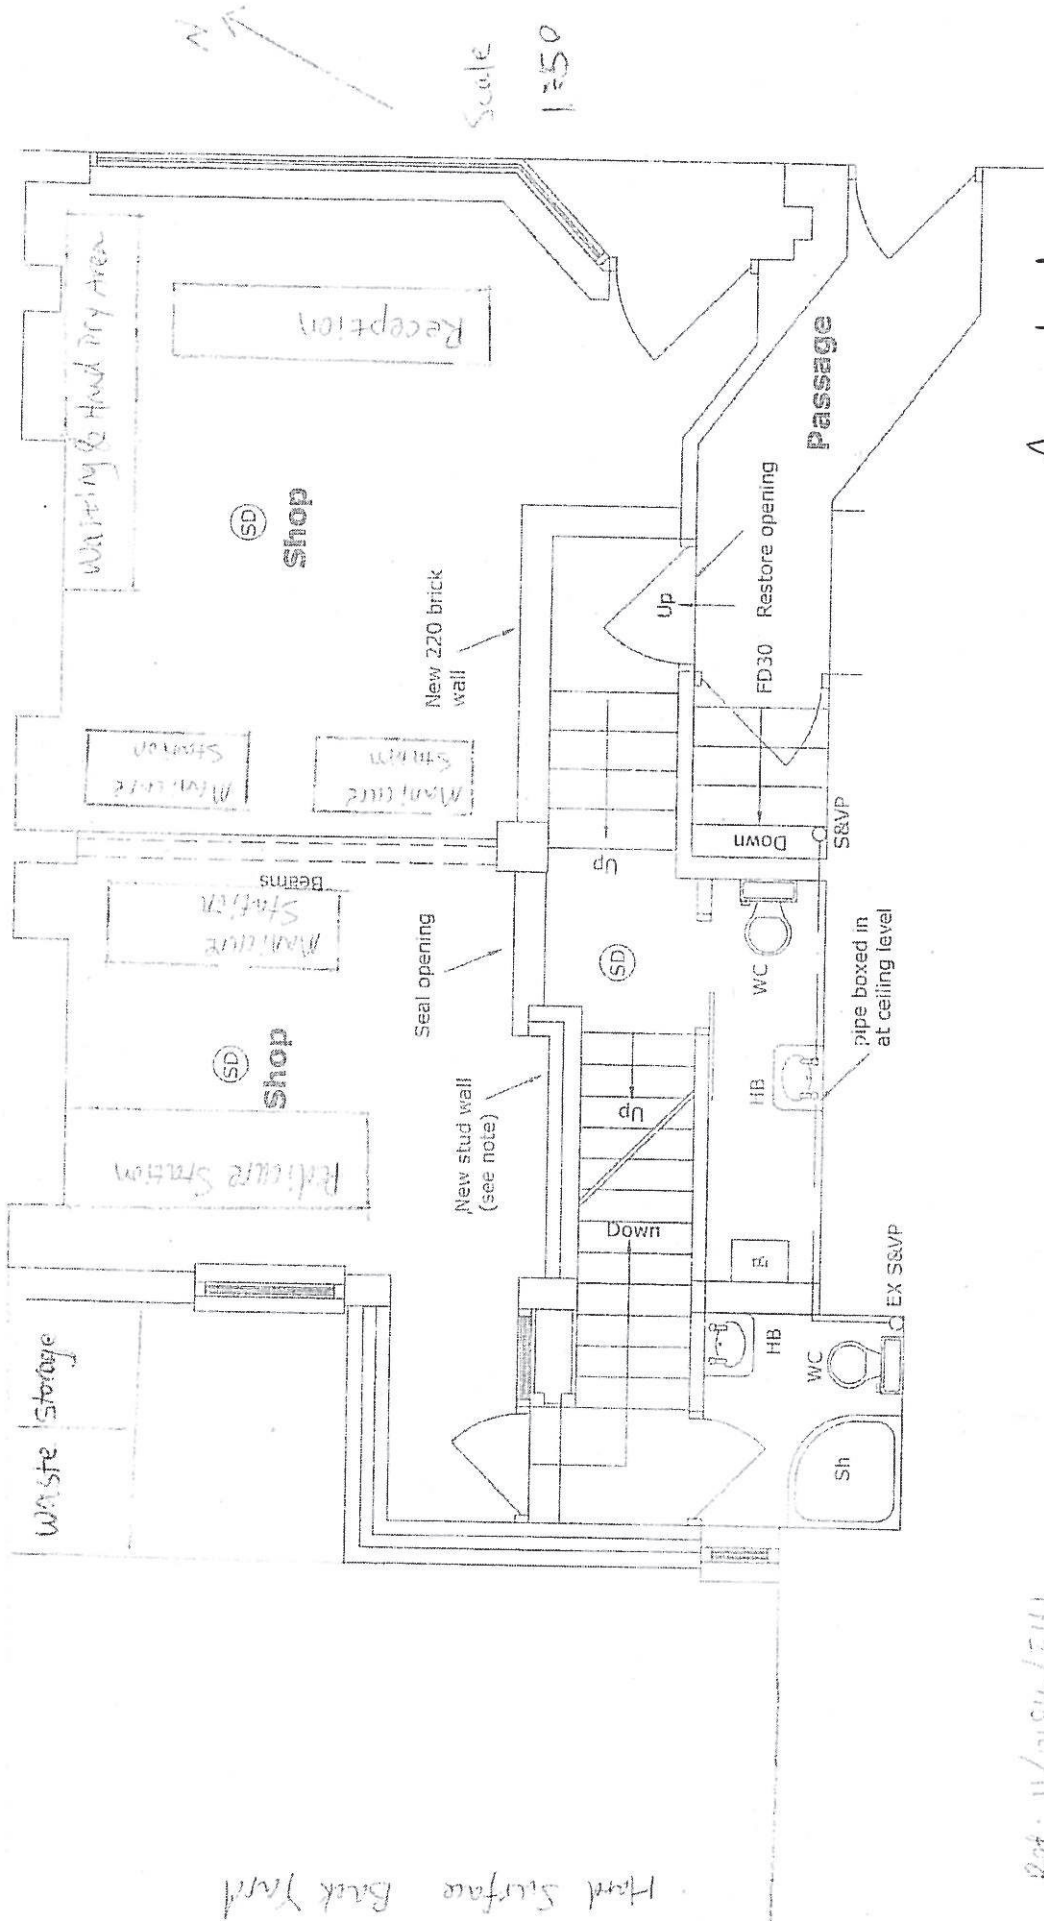 N
Scale
1:50
Waiting & Hand Dry Area
Reception
SD
Shop
Passage
New 220 brick
wall
Up
FD30
Restore opening
Manicure
Station
Manicure
Station
Up
Down
S&VP
Beams
Manicure
Station
Seal opening
SD
WC
pipe boxed in
at ceiling level
HB
SD
Shop
Pedicure Station
New stud wall
(see note)
Up
Down
EX S&VP
HB
WC
Sh
Waste Storage
Hard Surface Back Yard